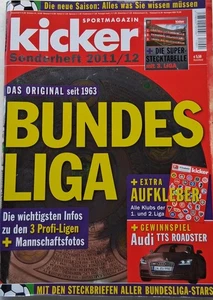 Die neue Saison: Alles was Sie wissen müssen
SPORTMAGAZIN
kicker
Sonderheft 2011/12
+ DIE SUPER-
STECKTABELLE
DAS ORIGINAL seit 1963
BUNDES
LIGA
+ EXTRA
AUFKLEBER
Alle Klubs der
1. und 2. Liga
Die wichtigsten Infos
zu den 3 Profi-Ligen
+ Mannschaftsfotos
+ GEWINNSPIEL
Audi TTS ROADSTER
MIT DEN STECKBRIEFEN ALLER BUNDESLIGA-STARS